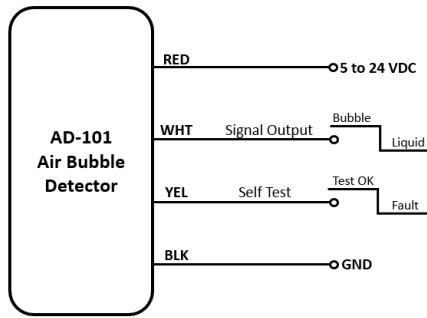 RED
5 to 24 VDC
AD-101
Air Bubble
Detector
WHT
Signal Output
Bubble
Liquid
YEL
Self Test
Test OK
Fault
BLK
GND